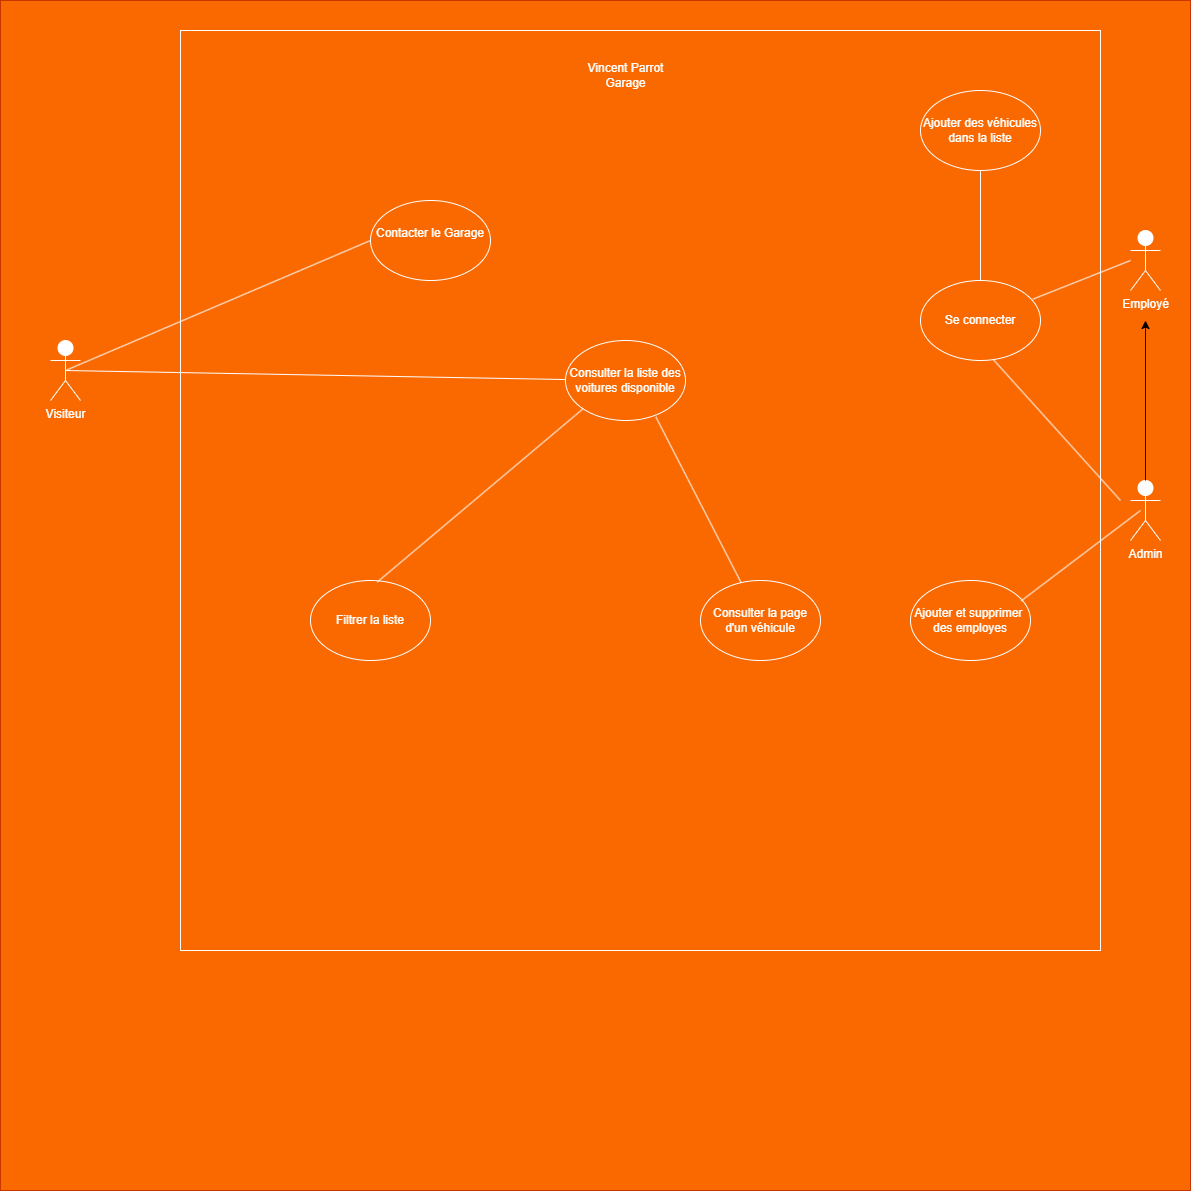 Vincent Parrot
Garage
Ajouter des véhicules
dans la liste
Contacter le Garage
Employé
Se connecter
Consulter la liste des
voitures disponible
Visiteur
Admin
Filtrer la liste
Consulter la page
d'un véhicule
Ajouter et supprimer
des employes